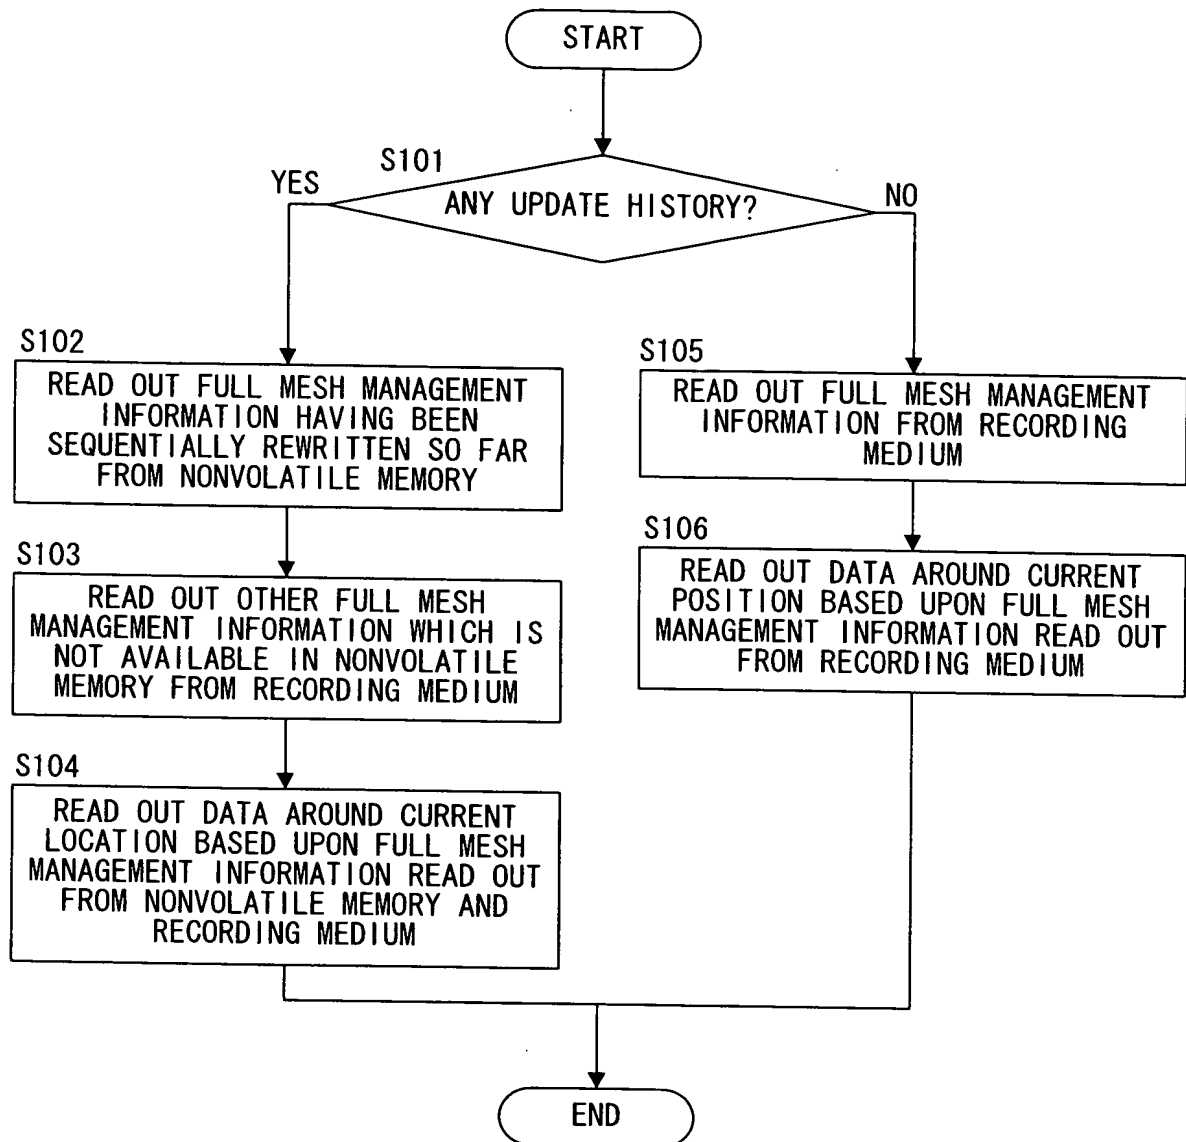 START
S101
YES
ANY UPDATE HISTORY?
NO
S102
READ OUT FULL MESH MANAGEMENT
INFORMATION HAVING BEEN
SEQUENTIALLY REWRITTEN SO FAR
FROM NONVOLATILE MEMORY
S103
READ OUT OTHER FULL MESH
MANAGEMENT INFORMATION WHICH IS
NOT AVAILABLE IN NONVOLATILE
MEMORY FROM RECORDING MEDIUM
S104
READ OUT DATA AROUND CURRENT
LOCATION BASED UPON FULL MESH
MANAGEMENT INFORMATION READ OUT
FROM NONVOLATILE MEMORY AND
RECORDING MEDIUM
S105
READ OUT FULL MESH MANAGEMENT
INFORMATION FROM RECORDING
MEDIUM
S106
READ OUT DATA AROUND CURRENT
POSITION BASED UPON FULL MESH
MANAGEMENT INFORMATION READ OUT
FROM RECORDING MEDIUM
END